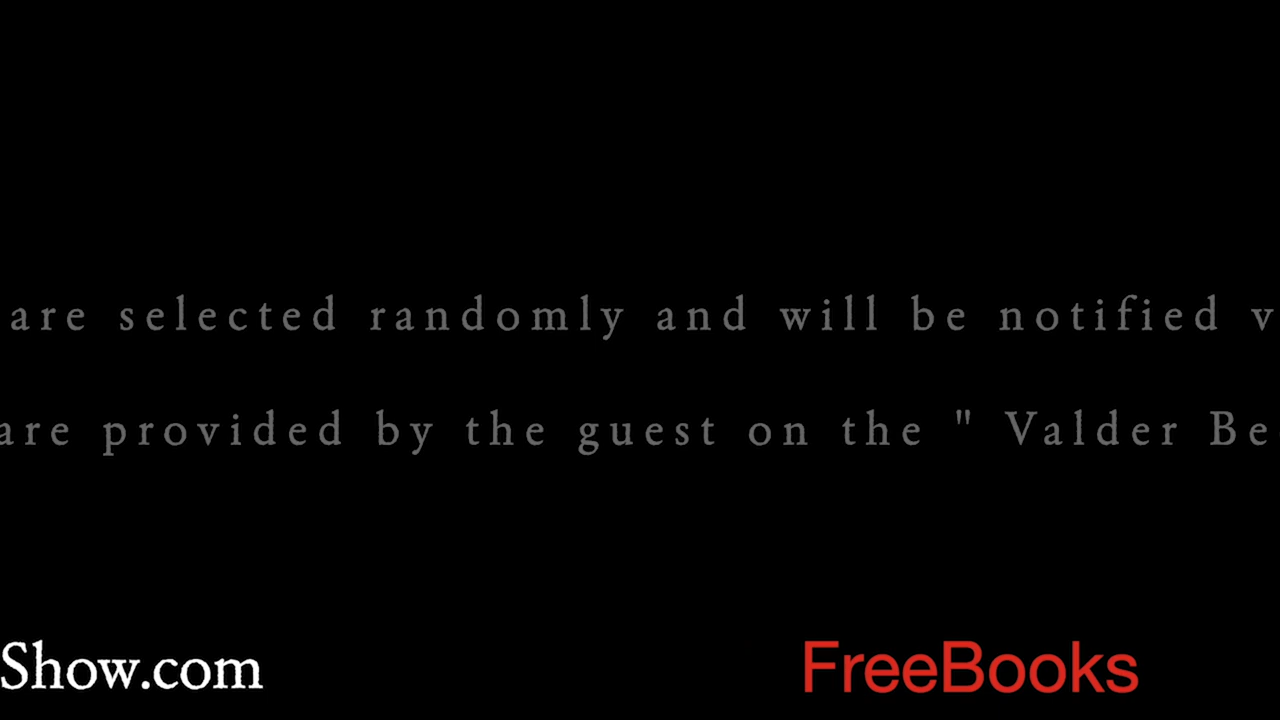 are selected randomly and will be notified v
are provided by the guest on the " Valder Be
Show.com FreeBooks